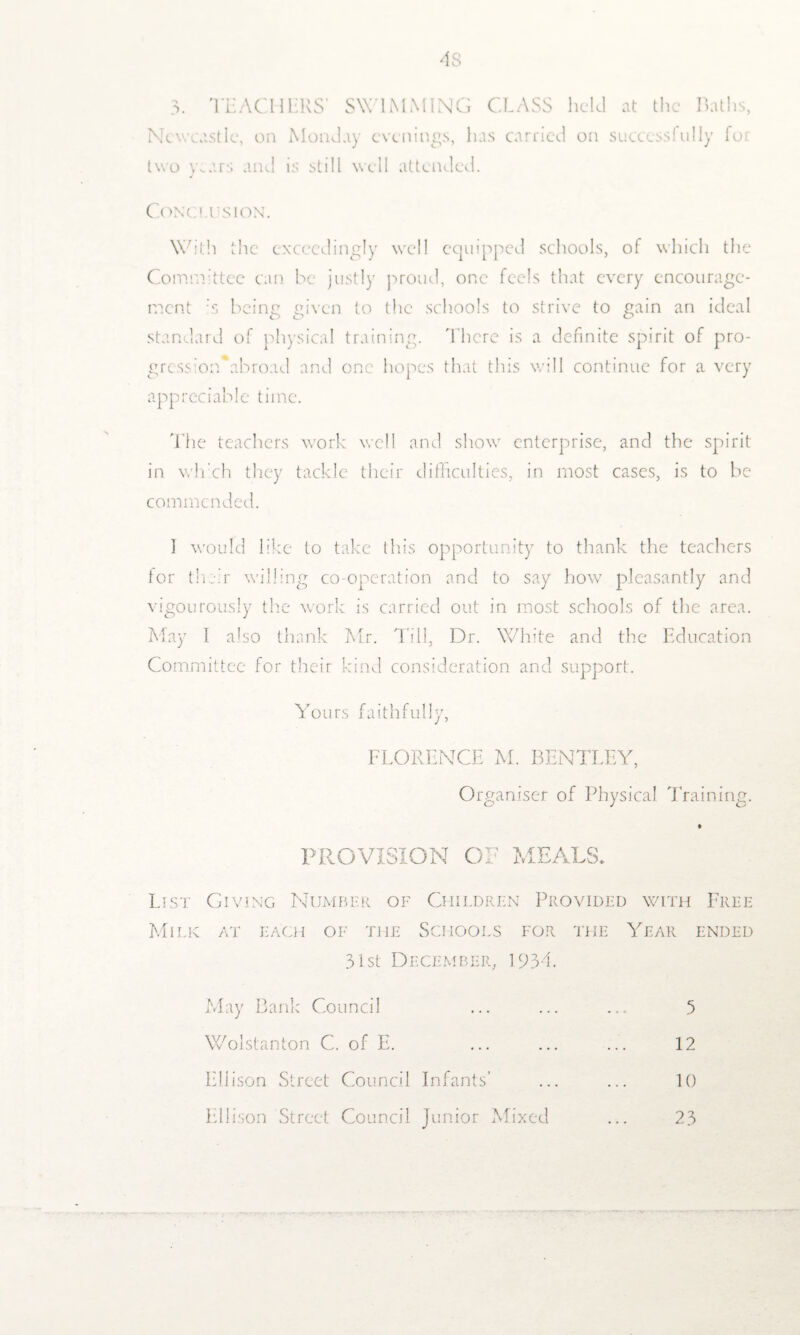 48
3. TEACHERS' SWIMMING CLASS held at the Baths,
Newcastle, on Monday evenings, has carried on successfully for
two years and is still well attended.
CONCLUSION.
With the exceedingly well equipped schools, of which the
Committee can be justly proud, one feels that every encourage-
ment is being given to the schools to strive to gain an ideal
standard of physical training. There is a definite spirit of pro-
gression abroad and one hopes that this will continue for a very
appreciable time.
The teachers work well and show enterprise, and the spirit
in which they tackle their difficulties, in most cases, is to be
commended.
I would like to take this opportunity to thank the teachers
for their willing co-operation and to say how pleasantly and
vigourously the work is carried out in most schools of the area.
May I also thank Mr. Till, Dr. White and the Education
Committee for their kind consideration and support.
Yours faithfully,
FLORENCE M. BENTLEY,
Organiser of Physical Training.
PROVISION OF MEALS.
LIST GIVING NUMBER OF CHILDREN PROVIDED WITH FREE
MILK AT EACH OF THE SCHOOLS FOR THE YEAR ENDED
31st DECEMBER, 1934.
May Bank Council ... ... ... 5
Wolstanton C. of E. ... ... ... 12
Ellison Street Council Infants' ... ... 10
Ellison Street Council Junior Mixed ... 23